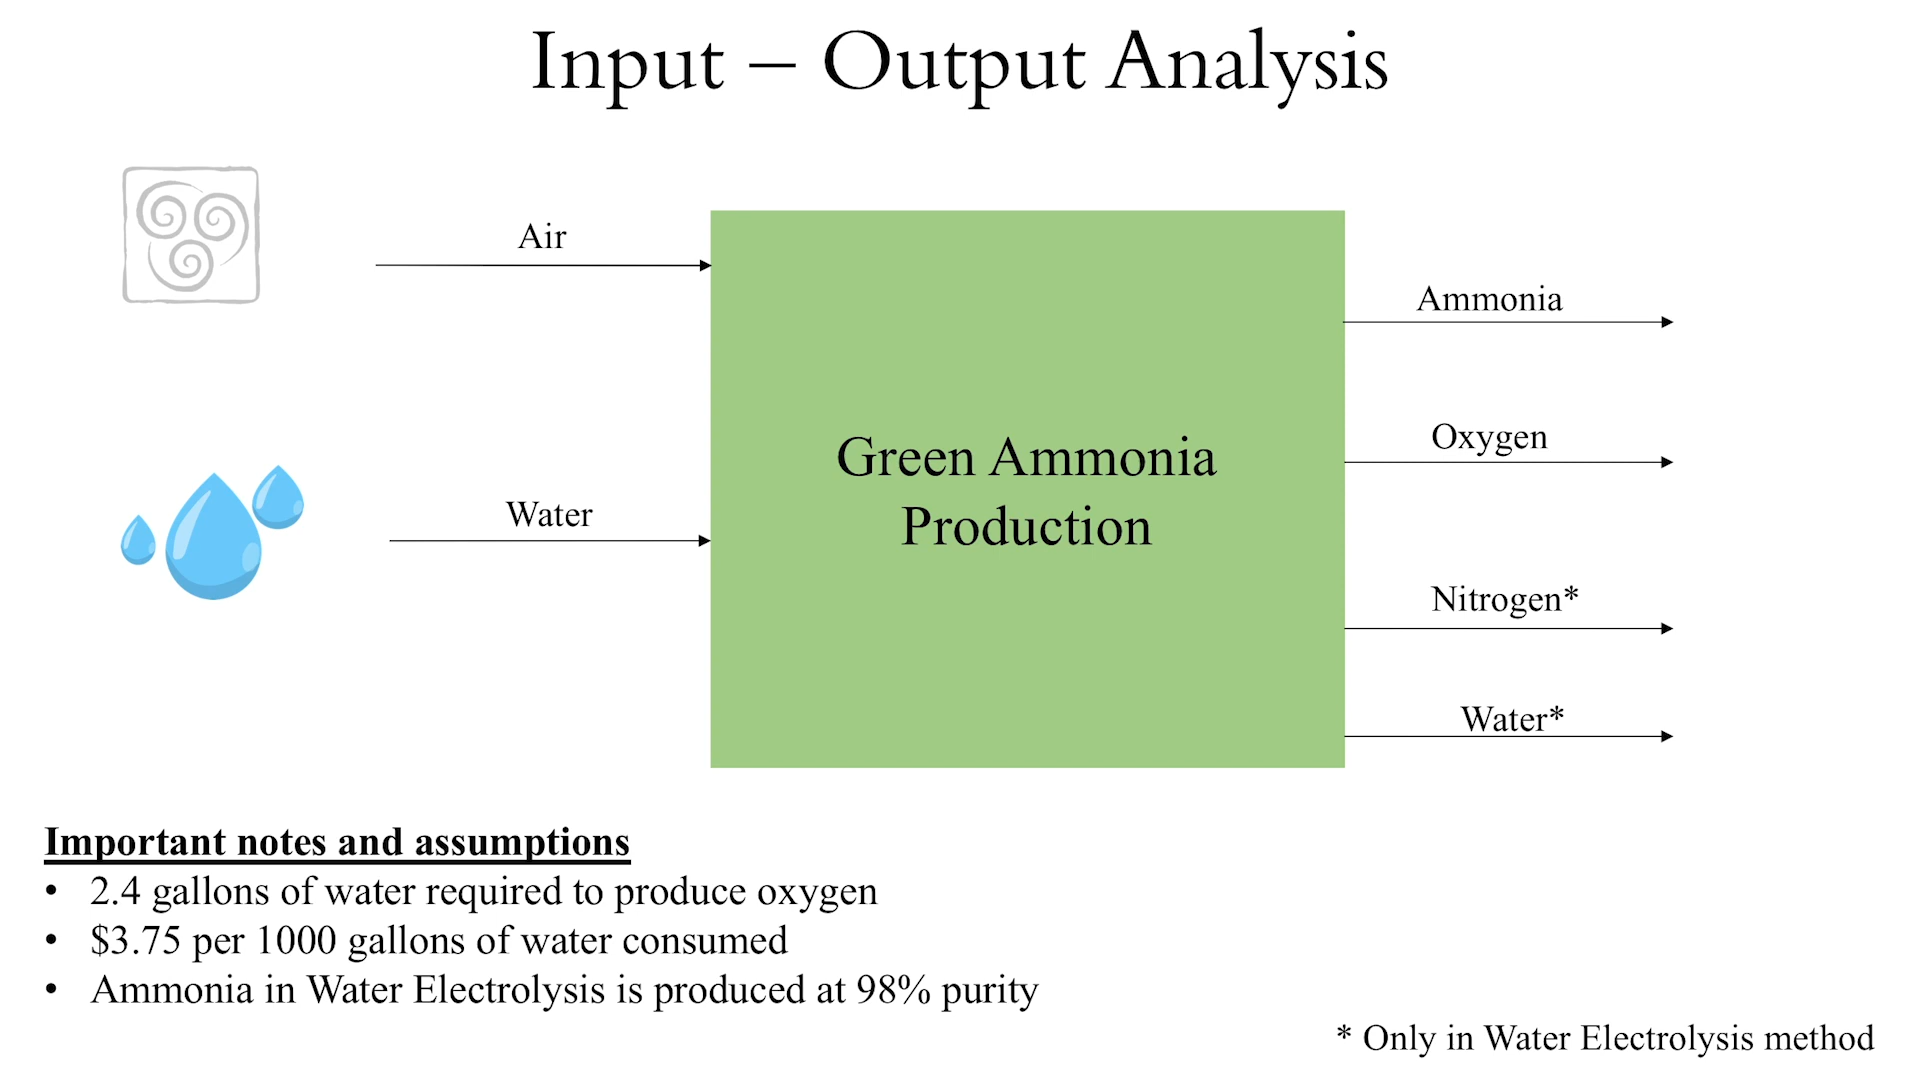 Input – Output Analysis
Air
Ammonia
Oxygen
Green Ammonia
Production
Water
Nitrogen*
Water*
Important notes and assumptions
• 2.4 gallons of water required to produce oxygen
• $3.75 per 1000 gallons of water consumed
• Ammonia in Water Electrolysis is produced at 98% purity
* Only in Water Electrolysis method